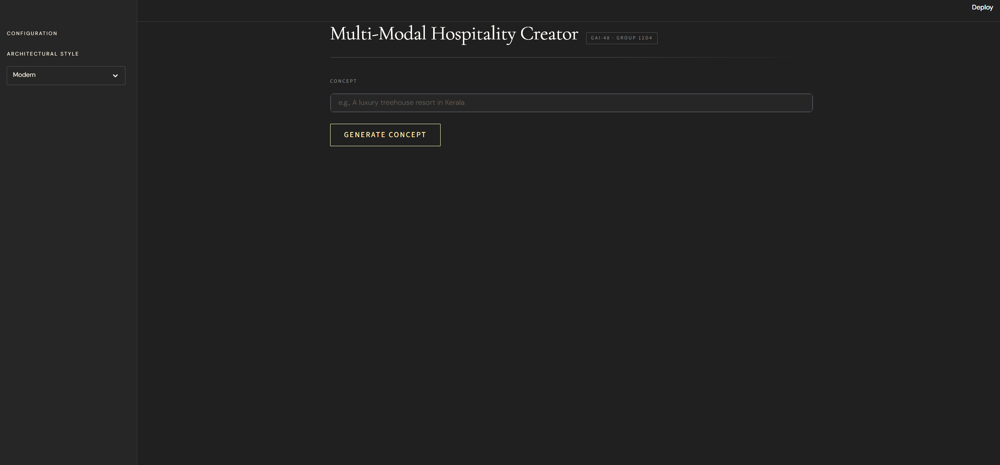 Deploy
CONFIGURATION
ARCHITECTURAL STYLE
Modern
Multi-Modal Hospitality Creator
GAI-48 · GROUP 12D4
CONCEPT
e.g., A luxury treehouse resort in Kerala
GENERATE CONCEPT